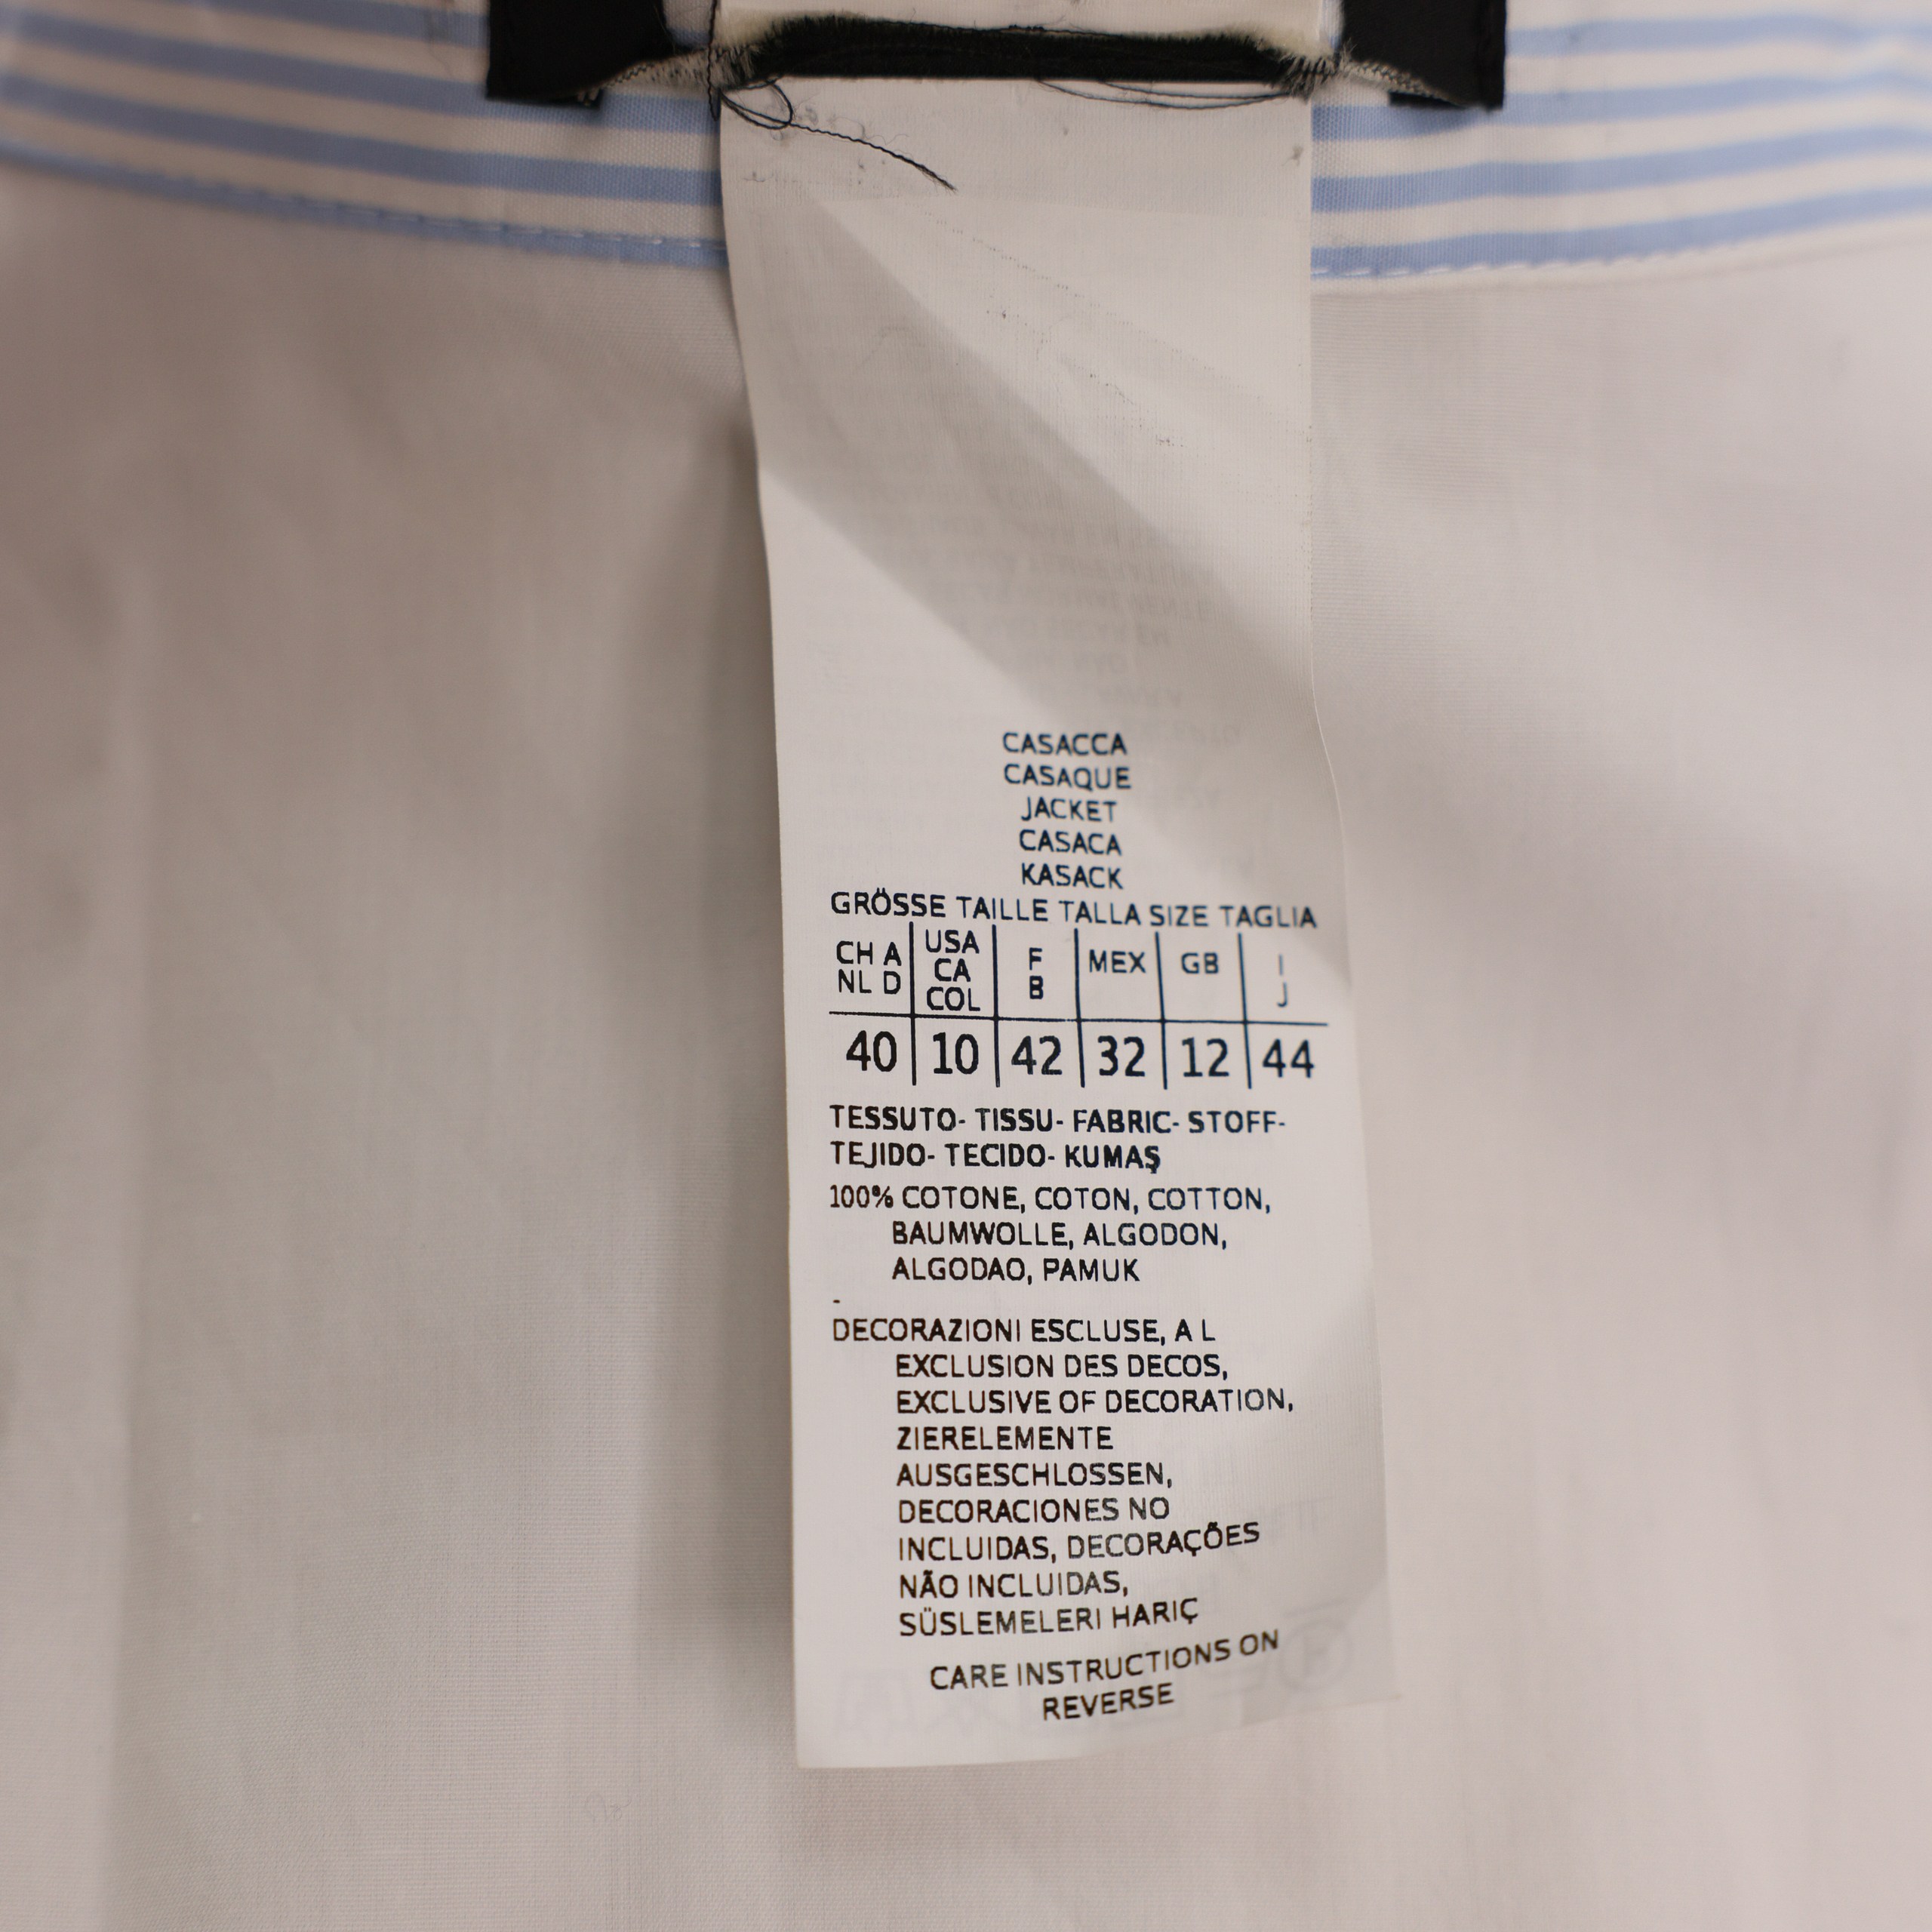 CASACCA
CASAQUE
JACKET
CASACA
KASACK
GRÖSSE TAILLE TALLA SIZE TAGLIA
CH A NL D | USA CA COL | F B | MEX | GB | I J
40 | 10 | 42 | 32 | 12 | 44
TESSUTO- TISSU- FABRIC- STOFF-
TEJIDO- TECIDO- KUMAŞ
100% COTONE, COTON, COTTON,
BAUMWOLLE, ALGODON,
ALGODAO, PAMUK
-
DECORAZIONI ESCLUSE, A L
EXCLUSION DES DECOS,
EXCLUSIVE OF DECORATION,
ZIERELEMENTE
AUSGESCHLOSSEN,
DECORACIONES NO
INCLUIDAS, DECORAÇÕES
NÃO INCLUIDAS,
SÜSLEMELERI HARIÇ
CARE INSTRUCTIONS ON
REVERSE